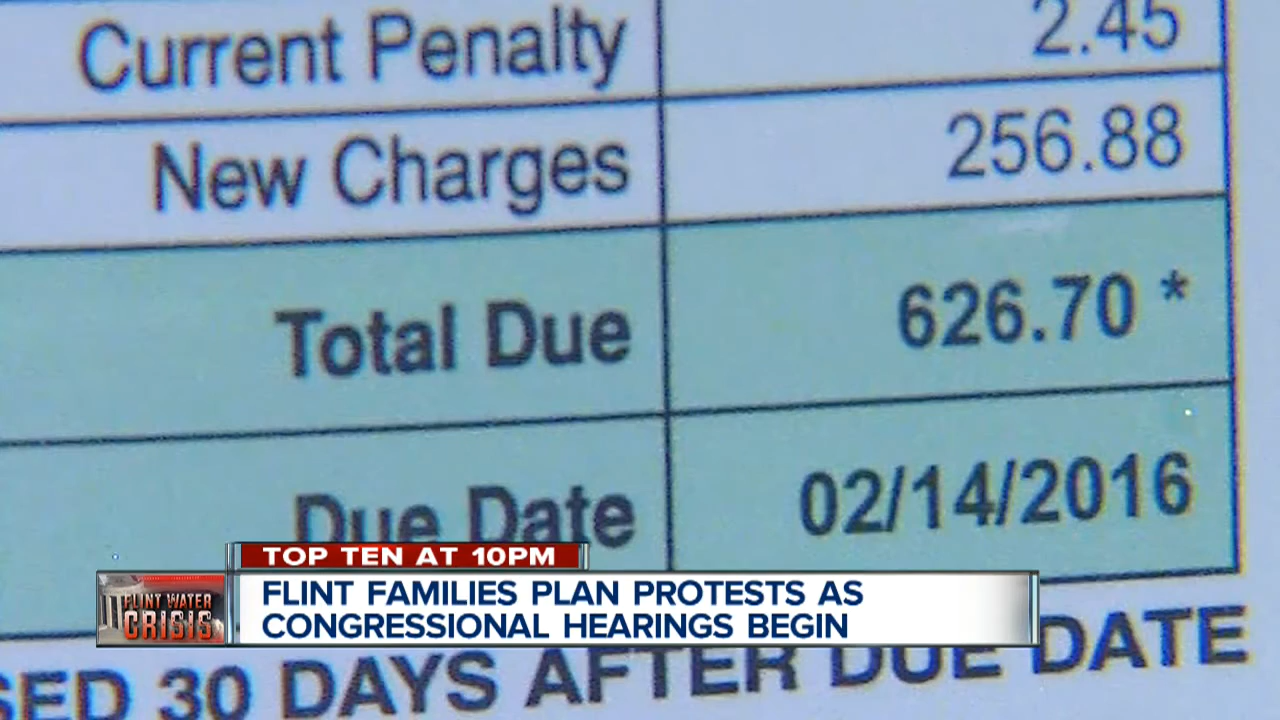 Current Penalty 2.45
New Charges 256.88
Total Due 626.70 *
Due Date 02/14/2016
TOP TEN AT 10PM
FLINT WATER
CRISIS
FLINT FAMILIES PLAN PROTESTS AS
CONGRESSIONAL HEARINGS BEGIN
30 DAYS AFTER DUE DATE